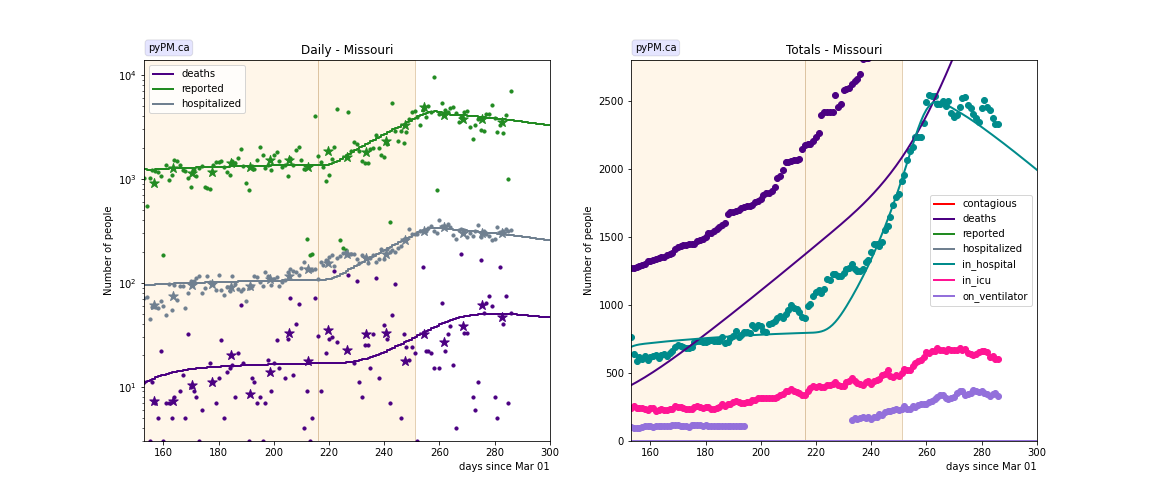 pyPM.ca
Daily - Missouri
deaths
reported
hospitalized
10⁴
10³
10²
10¹
Number of people
160 180 200 220 240 260 280 300
days since Mar 01
pyPM.ca
Totals - Missouri
2500
2000
1500
1000
500
0
Number of people
contagious
deaths
reported
hospitalized
in_hospital
in_icu
on_ventilator
160 180 200 220 240 260 280 300
days since Mar 01